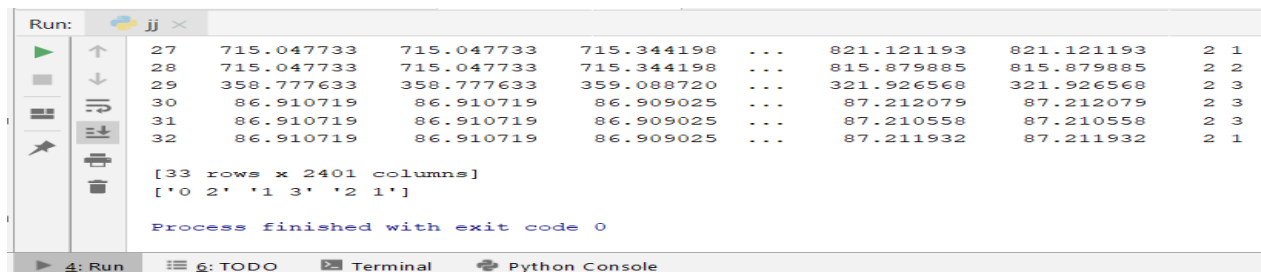 Run: jj ×
27 715.047733 715.047733 715.344198 ... 821.121193 821.121193 2 1
28 715.047733 715.047733 715.344198 ... 815.879885 815.879885 2 2
29 358.777633 358.777633 359.088720 ... 321.926568 321.926568 2 3
30 86.910719 86.910719 86.909025 ... 87.212079 87.212079 2 3
31 86.910719 86.910719 86.909025 ... 87.210558 87.210558 2 3
32 86.910719 86.910719 86.909025 ... 87.211932 87.211932 2 1
[33 rows x 2401 columns]
['0 2' '1 3' '2 1']
Process finished with exit code 0
4: Run 6: TODO Terminal Python Console